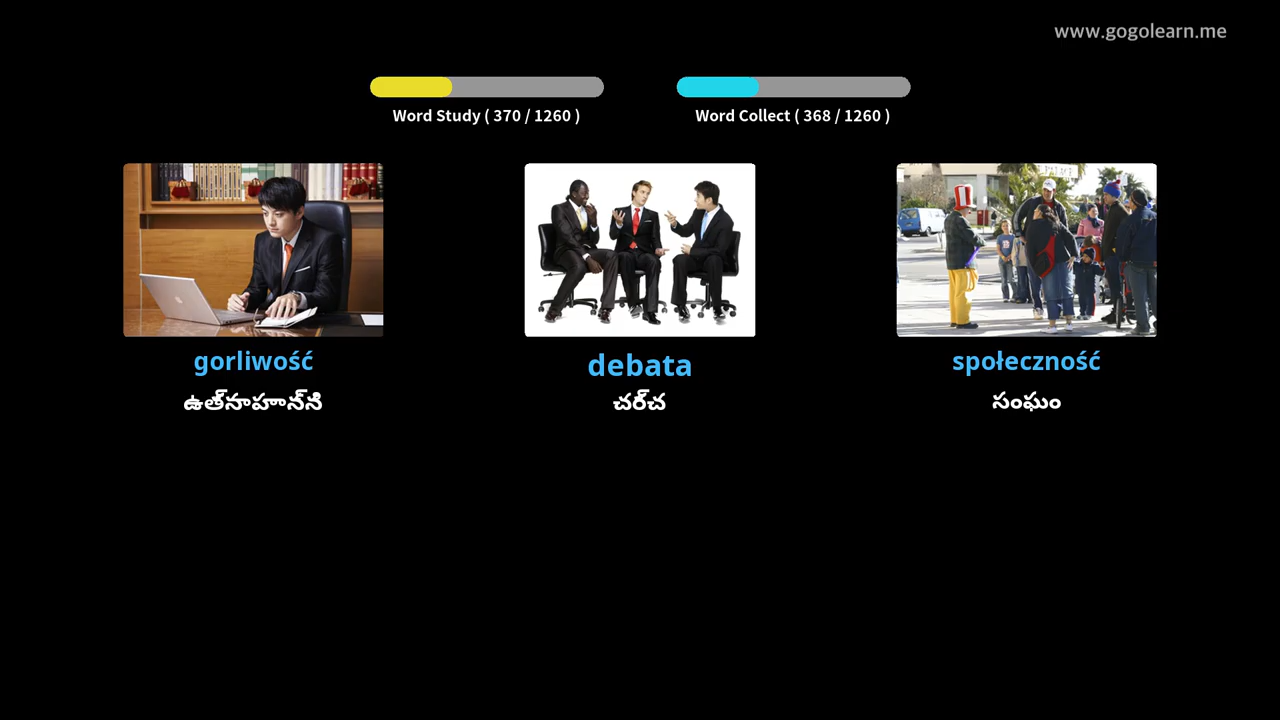 www.gogolearn.me
Word Study ( 370 / 1260 )
Word Collect ( 368 / 1260 )
gorliwość
debata
społeczność
ఉత్‌సాహాన్‌ని
చర్‌చ
సంఘం